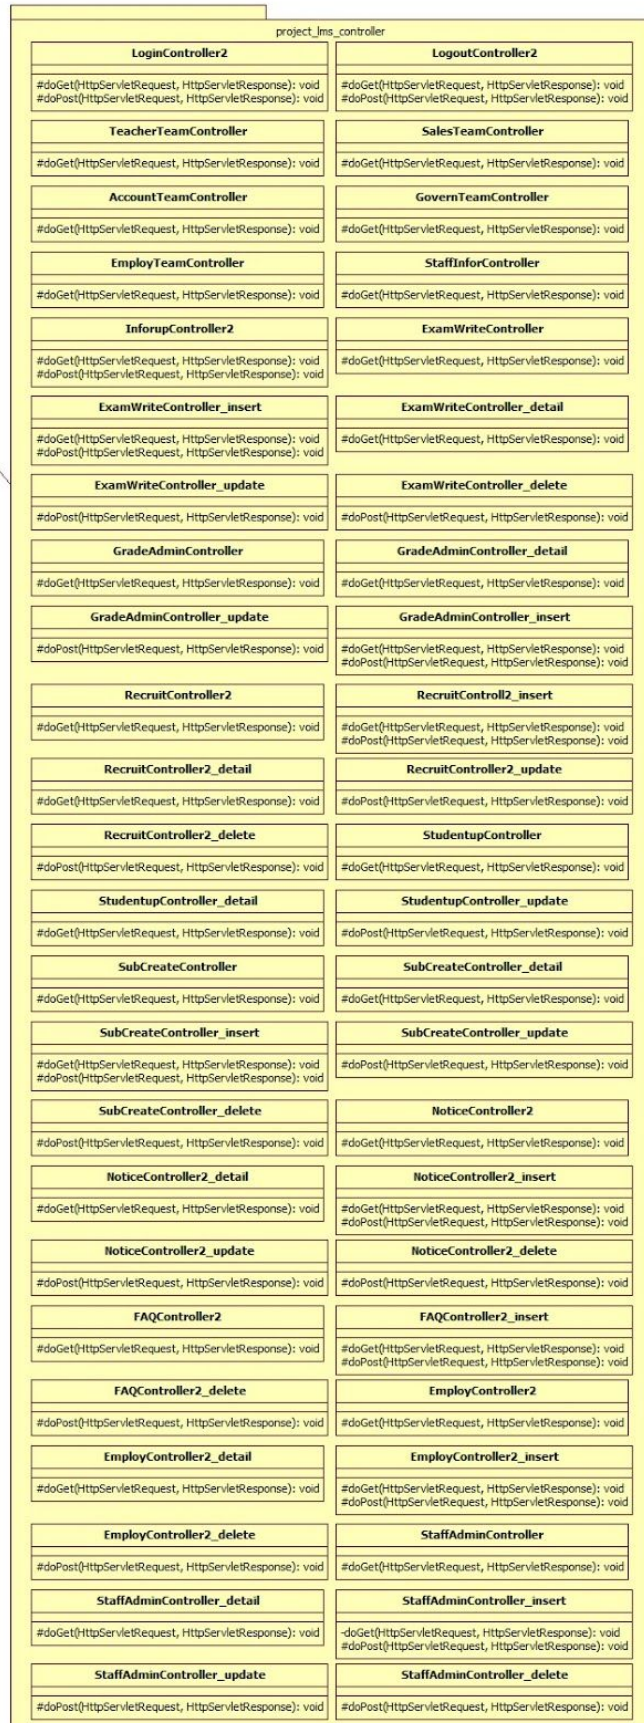 project_lms_controller
LoginController2
#doGet(HttpServletRequest, HttpServletResponse): void
#doPost(HttpServletRequest, HttpServletResponse): void
LogoutController2
#doGet(HttpServletRequest, HttpServletResponse): void
#doPost(HttpServletRequest, HttpServletResponse): void
TeacherTeamController
#doGet(HttpServletRequest, HttpServletResponse): void
SalesTeamController
#doGet(HttpServletRequest, HttpServletResponse): void
AccountTeamController
#doGet(HttpServletRequest, HttpServletResponse): void
GovernTeamController
#doGet(HttpServletRequest, HttpServletResponse): void
EmployTeamController
#doGet(HttpServletRequest, HttpServletResponse): void
StaffInforController
#doGet(HttpServletRequest, HttpServletResponse): void
InforupController2
#doGet(HttpServletRequest, HttpServletResponse): void
#doPost(HttpServletRequest, HttpServletResponse): void
ExamWriteController
#doGet(HttpServletRequest, HttpServletResponse): void
ExamWriteController_insert
#doGet(HttpServletRequest, HttpServletResponse): void
#doPost(HttpServletRequest, HttpServletResponse): void
ExamWriteController_detail
#doGet(HttpServletRequest, HttpServletResponse): void
ExamWriteController_update
#doPost(HttpServletRequest, HttpServletResponse): void
ExamWriteController_delete
#doPost(HttpServletRequest, HttpServletResponse): void
GradeAdminController
#doGet(HttpServletRequest, HttpServletResponse): void
GradeAdminController_detail
#doGet(HttpServletRequest, HttpServletResponse): void
GradeAdminController_update
#doPost(HttpServletRequest, HttpServletResponse): void
GradeAdminController_insert
#doGet(HttpServletRequest, HttpServletResponse): void
#doPost(HttpServletRequest, HttpServletResponse): void
RecruitController2
#doGet(HttpServletRequest, HttpServletResponse): void
RecruitControll2_insert
#doGet(HttpServletRequest, HttpServletResponse): void
#doPost(HttpServletRequest, HttpServletResponse): void
RecruitController2_detail
#doGet(HttpServletRequest, HttpServletResponse): void
RecruitController2_update
#doPost(HttpServletRequest, HttpServletResponse): void
RecruitController2_delete
#doPost(HttpServletRequest, HttpServletResponse): void
StudentupController
#doGet(HttpServletRequest, HttpServletResponse): void
StudentupController_detail
#doGet(HttpServletRequest, HttpServletResponse): void
StudentupController_update
#doPost(HttpServletRequest, HttpServletResponse): void
SubCreateController
#doGet(HttpServletRequest, HttpServletResponse): void
SubCreateController_detail
#doGet(HttpServletRequest, HttpServletResponse): void
SubCreateController_insert
#doGet(HttpServletRequest, HttpServletResponse): void
#doPost(HttpServletRequest, HttpServletResponse): void
SubCreateController_update
#doPost(HttpServletRequest, HttpServletResponse): void
SubCreateController_delete
#doPost(HttpServletRequest, HttpServletResponse): void
NoticeController2
#doGet(HttpServletRequest, HttpServletResponse): void
NoticeController2_detail
#doGet(HttpServletRequest, HttpServletResponse): void
NoticeController2_insert
#doGet(HttpServletRequest, HttpServletResponse): void
#doPost(HttpServletRequest, HttpServletResponse): void
NoticeController2_update
#doPost(HttpServletRequest, HttpServletResponse): void
NoticeController2_delete
#doPost(HttpServletRequest, HttpServletResponse): void
FAQController2
#doGet(HttpServletRequest, HttpServletResponse): void
FAQController2_insert
#doGet(HttpServletRequest, HttpServletResponse): void
#doPost(HttpServletRequest, HttpServletResponse): void
FAQController2_delete
#doPost(HttpServletRequest, HttpServletResponse): void
EmployController2
#doGet(HttpServletRequest, HttpServletResponse): void
EmployController2_detail
#doGet(HttpServletRequest, HttpServletResponse): void
EmployController2_insert
#doGet(HttpServletRequest, HttpServletResponse): void
#doPost(HttpServletRequest, HttpServletResponse): void
EmployController2_delete
#doPost(HttpServletRequest, HttpServletResponse): void
StaffAdminController
#doGet(HttpServletRequest, HttpServletResponse): void
StaffAdminController_detail
#doGet(HttpServletRequest, HttpServletResponse): void
StaffAdminController_insert
-doGet(HttpServletRequest, HttpServletResponse): void
#doPost(HttpServletRequest, HttpServletResponse): void
StaffAdminController_update
#doPost(HttpServletRequest, HttpServletResponse): void
StaffAdminController_delete
#doPost(HttpServletRequest, HttpServletResponse): void